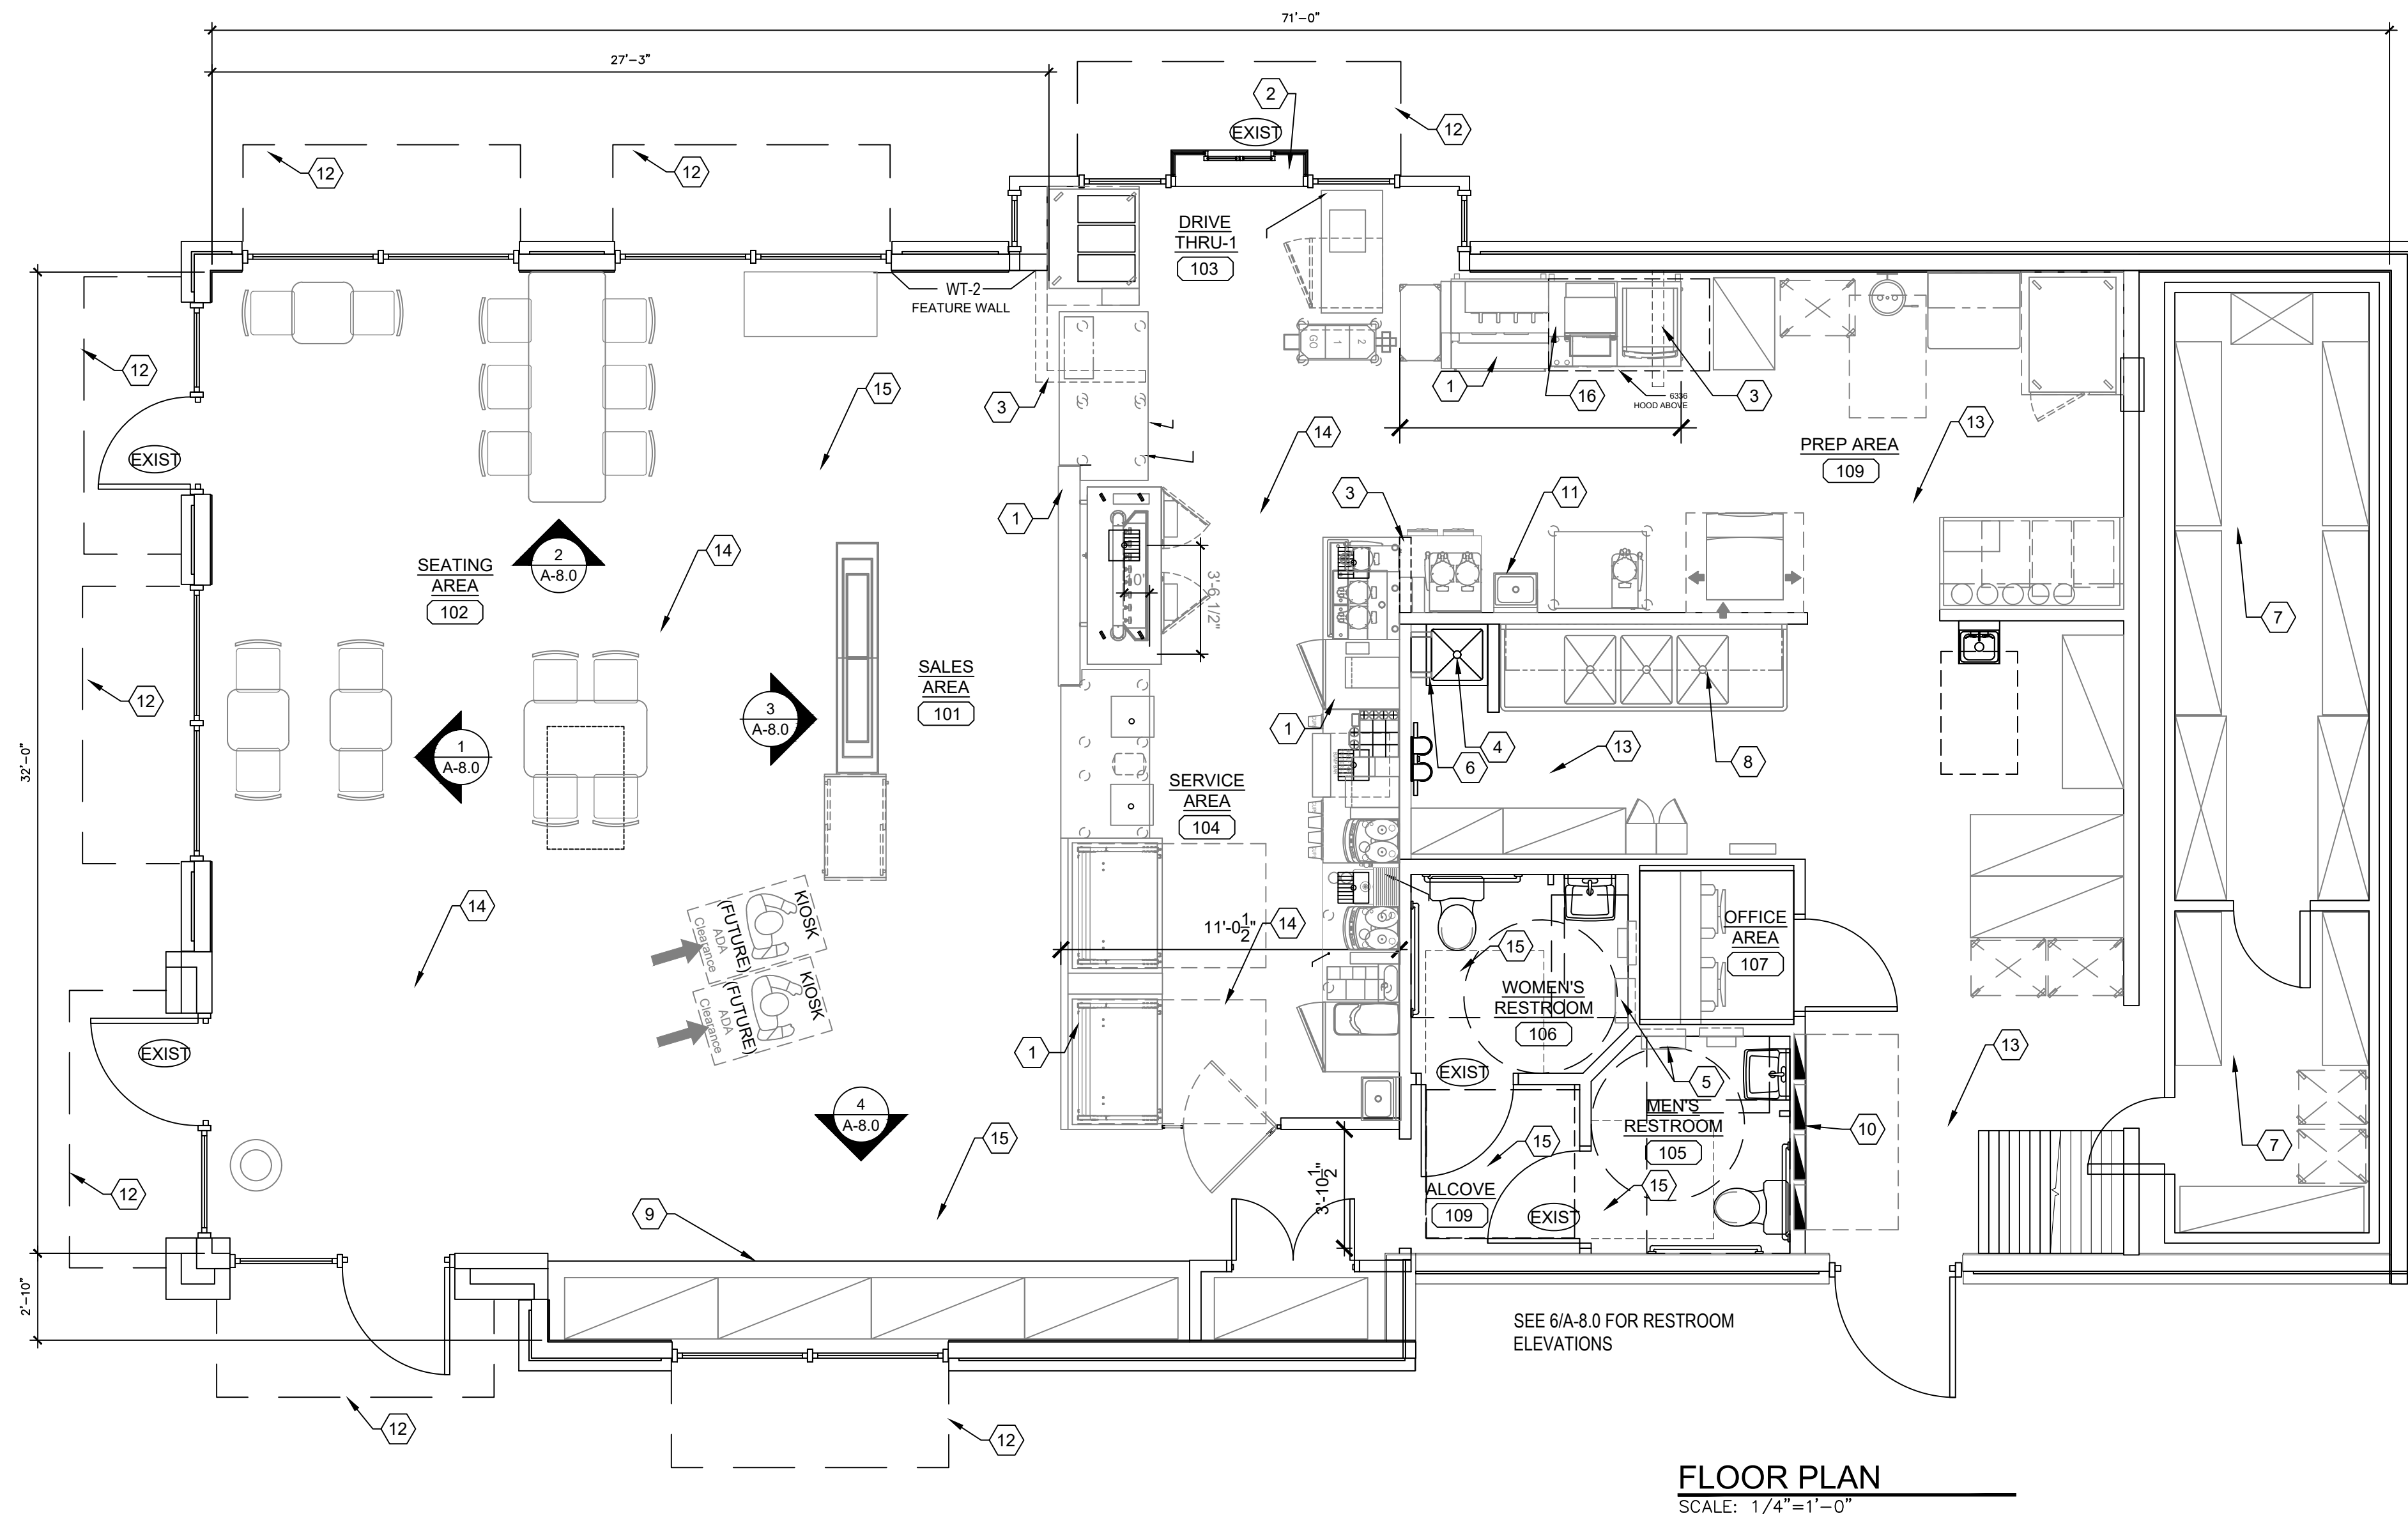 71'-0"
27'-3"
2
EXIST
12
12
12
DRIVE
THRU-1
103
WT-2
FEATURE WALL
12
3
15
GO
1
2
1
16
6336
HOOD ABOVE
3
14
13
PREP AREA
109
EXIST
1
3
11
SEATING
AREA
102
2
A-8.0
14
10"
3'-6 1/2"
7
12
SALES
AREA
101
3
A-8.0
1
A-8.0
1
4
6
13
8
SERVICE
AREA
104
32'-0"
14
KIOSK
(FUTURE)
ADA
Clearance
KIOSK
(FUTURE)
ADA
Clearance
11'-0 1/2"
14
15
OFFICE
AREA
107
WOMEN'S
RESTROOM
106
EXIST
1
EXIST
5
13
4
A-8.0
MEN'S
RESTROOM
105
10
15
15
7
12
3'-10 1/2"
ALCOVE
109
15
EXIST
9
2'-10"
SEE 6/A-8.0 FOR RESTROOM
ELEVATIONS
12
12
FLOOR PLAN
SCALE: 1/4"=1'-0"